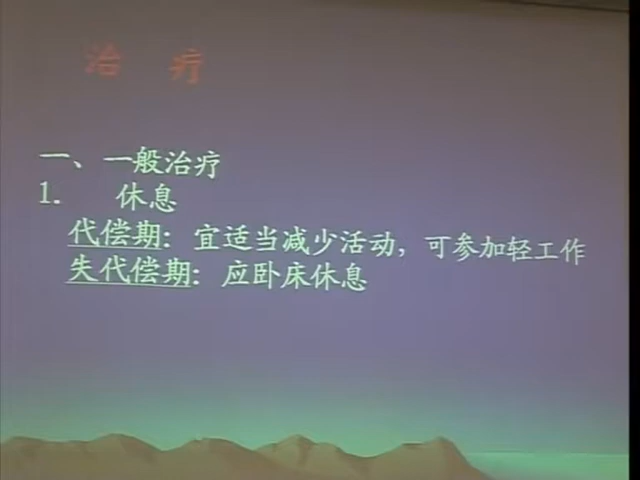 治 疗
一、一般治疗
1. 休息
代偿期：宜适当减少活动，可参加轻工作
失代偿期：应卧床休息